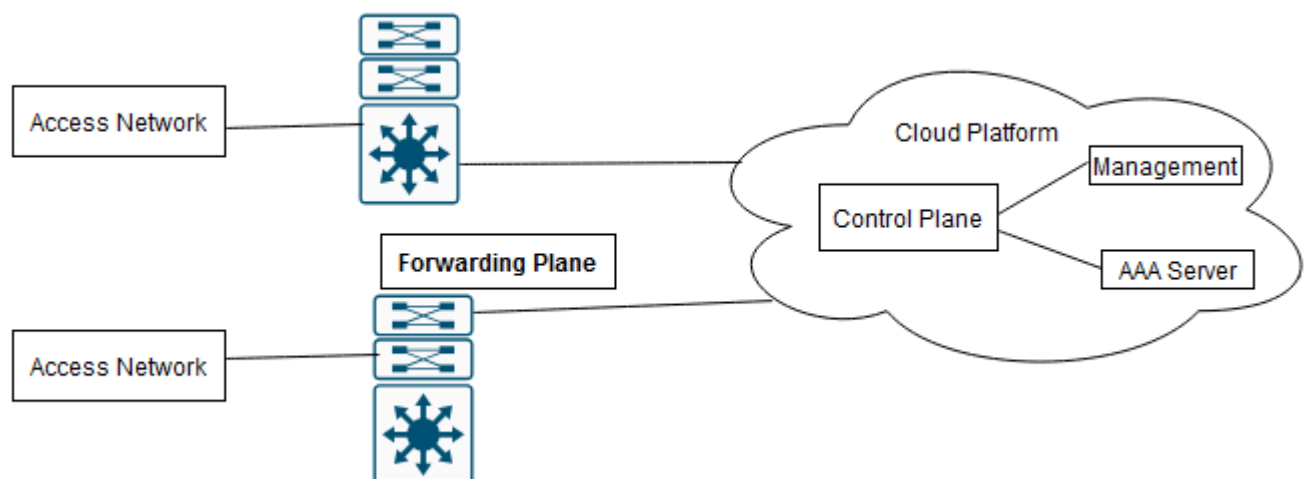 Access Network
Cloud Platform
Management
Control Plane
Forwarding Plane
AAA Server
Access Network